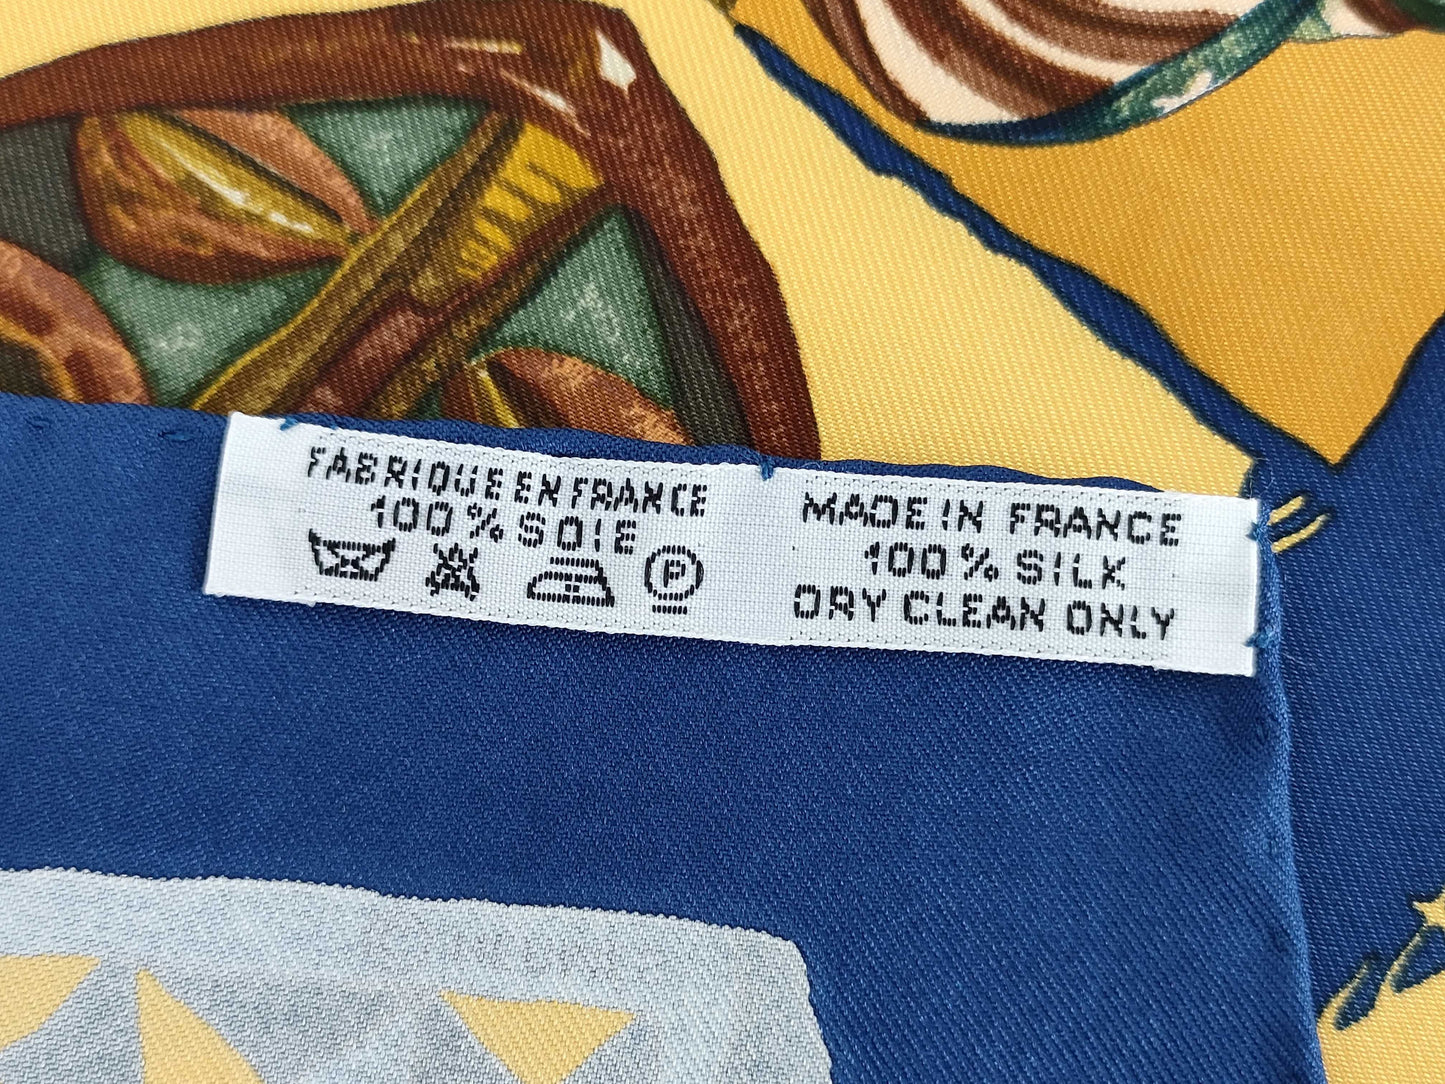 FABRIQUE EN FRANCE
100% SOIE
P
MADE IN FRANCE
100% SILK
DRY CLEAN ONLY